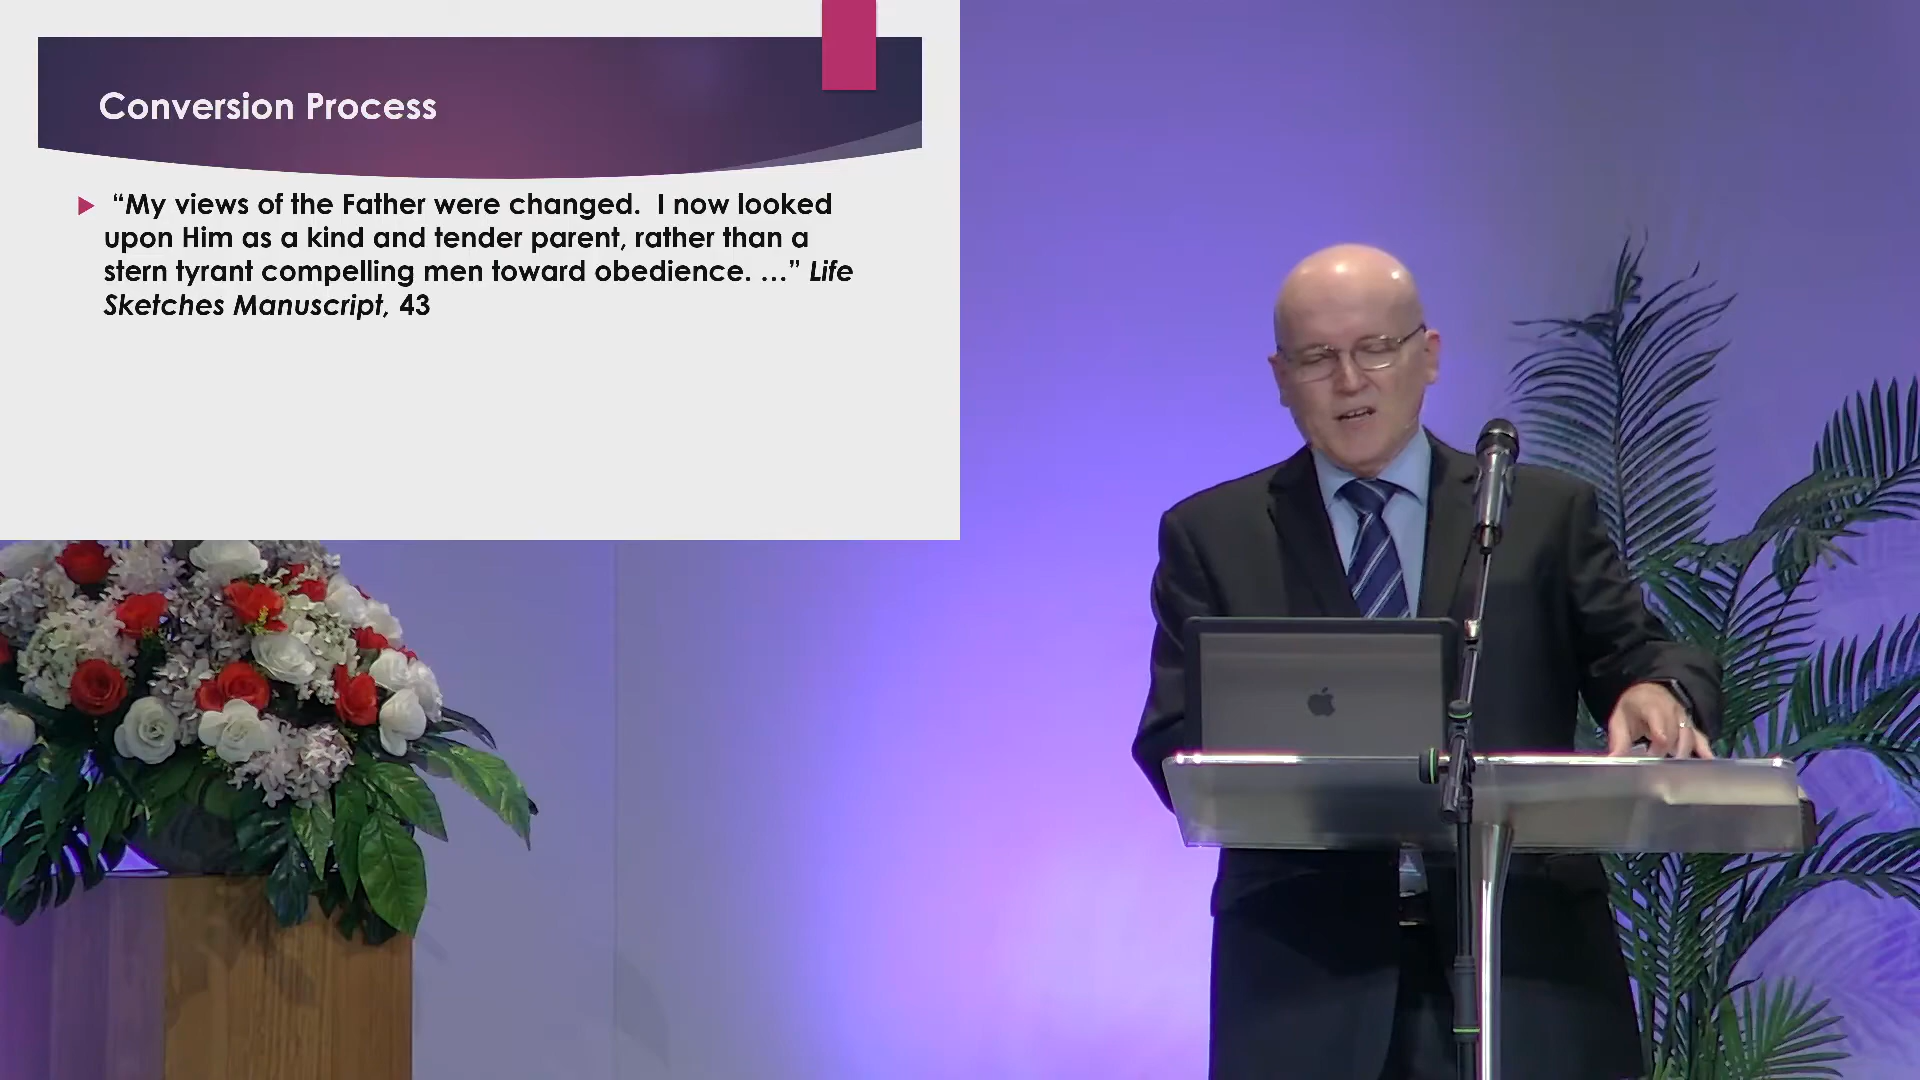 Conversion Process
“My views of the Father were changed.  I now looked
upon Him as a kind and tender parent, rather than a
stern tyrant compelling men toward obedience. …” Life
Sketches Manuscript, 43